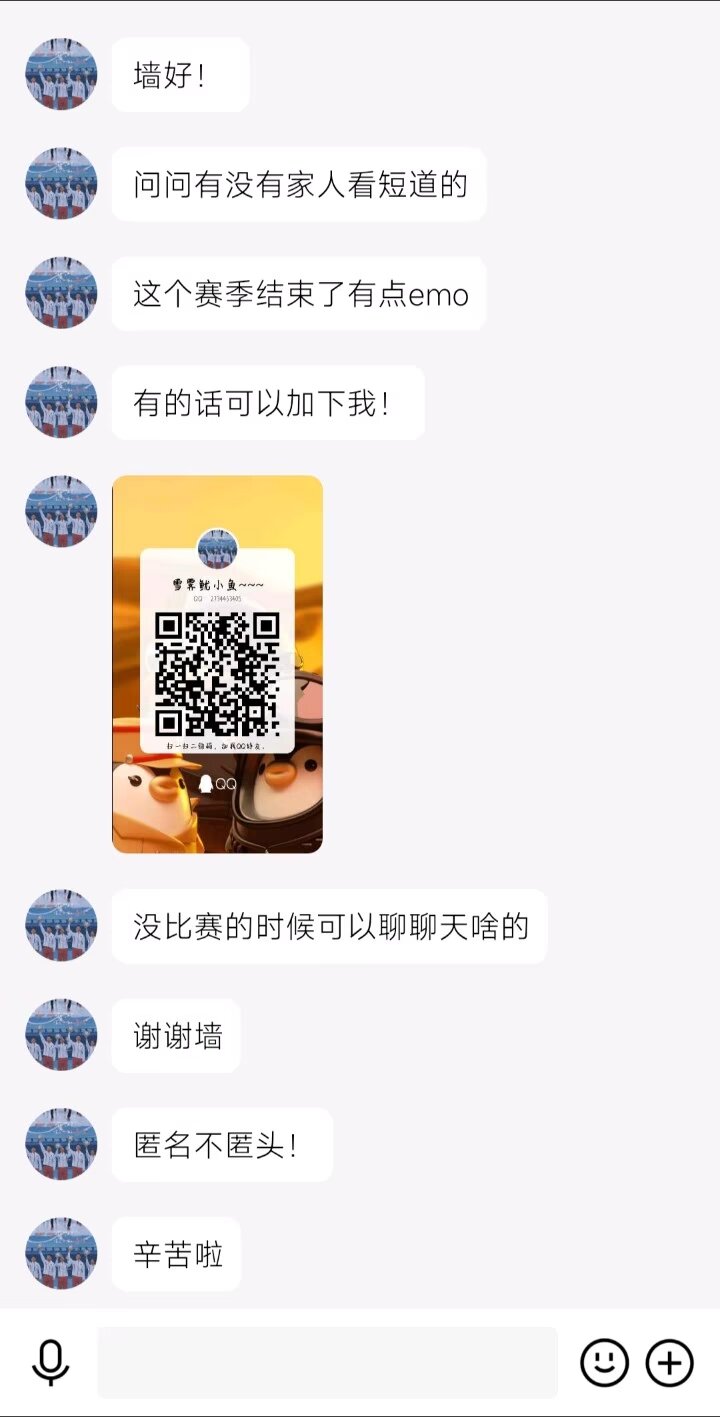 墙好！
问问有没有家人看短道的
这个赛季结束了有点emo
有的话可以加下我！
雪霁鱿小鱼~~~
扫一扫二维码，加我QQ好友。
QQ
没比赛的时候可以聊聊天啥的
谢谢墙
匿名不匿头！
辛苦啦